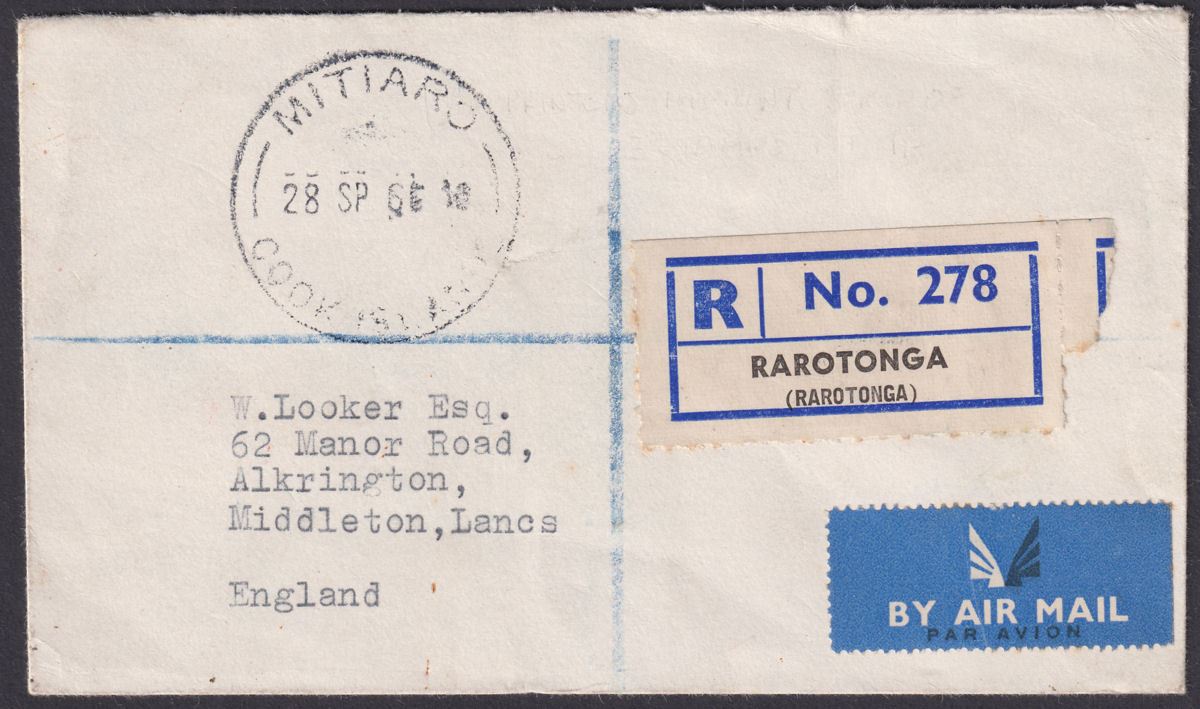 MITIARO
28 SP
COOK ISLAND
R No. 278
RAROTONGA
(RAROTONGA)
W.Looker Esq.
62 Manor Road,
Alkrington,
Middleton,Lancs
England
BY AIR MAIL
PAR AVION